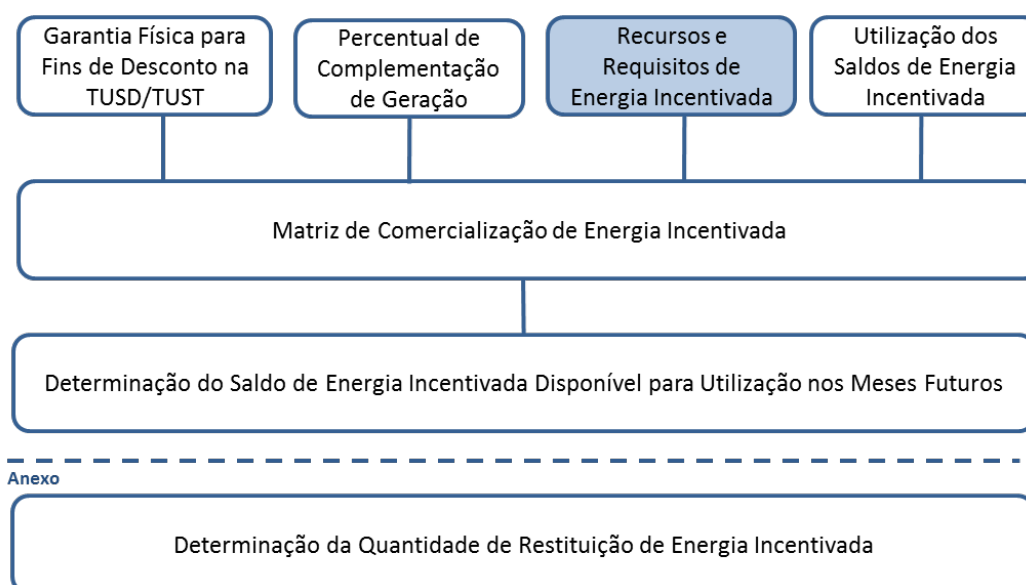 Garantia Física para
Fins de Desconto na
TUSD/TUST
Percentual de
Complementação
de Geração
Recursos e
Requisitos de
Energia Incentivada
Utilização dos
Saldos de Energia
Incentivada
Matriz de Comercialização de Energia Incentivada
Determinação do Saldo de Energia Incentivada Disponível para Utilização nos Meses Futuros
Anexo
Determinação da Quantidade de Restituição de Energia Incentivada